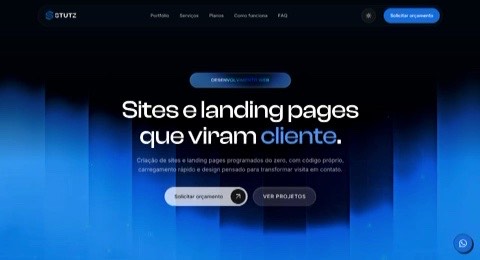 STUTZ
Portfólio Serviços Planos Como funciona FAQ
Solicitar orçamento
Sites e landing pages
que viram cliente.
Criação de sites e landing pages programados do zero, com código próprio,
carregamento rápido e design pensado para transformar visita em contato.
Solicitar orçamento
VER PROJETOS